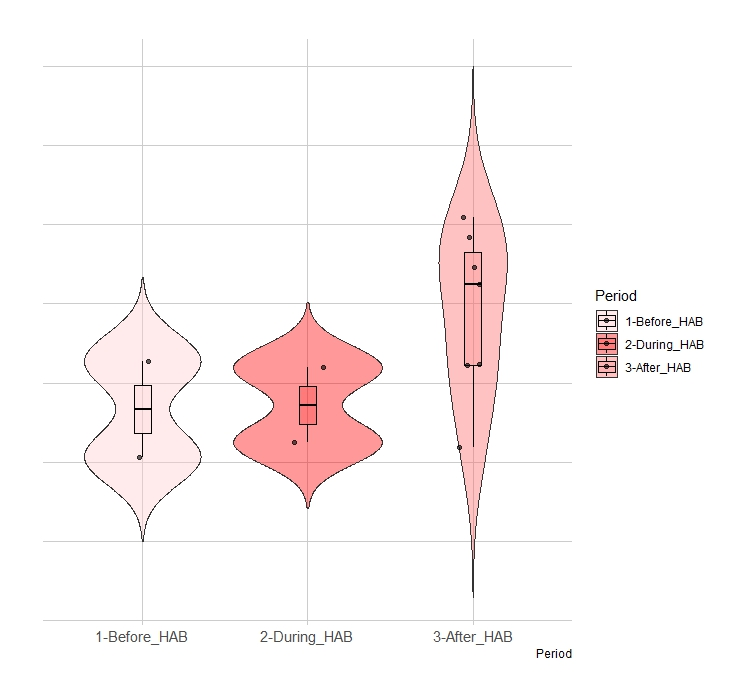 Period
1-Before_HAB
2-During_HAB
3-After_HAB
1-Before_HAB 2-During_HAB 3-After_HAB
Period